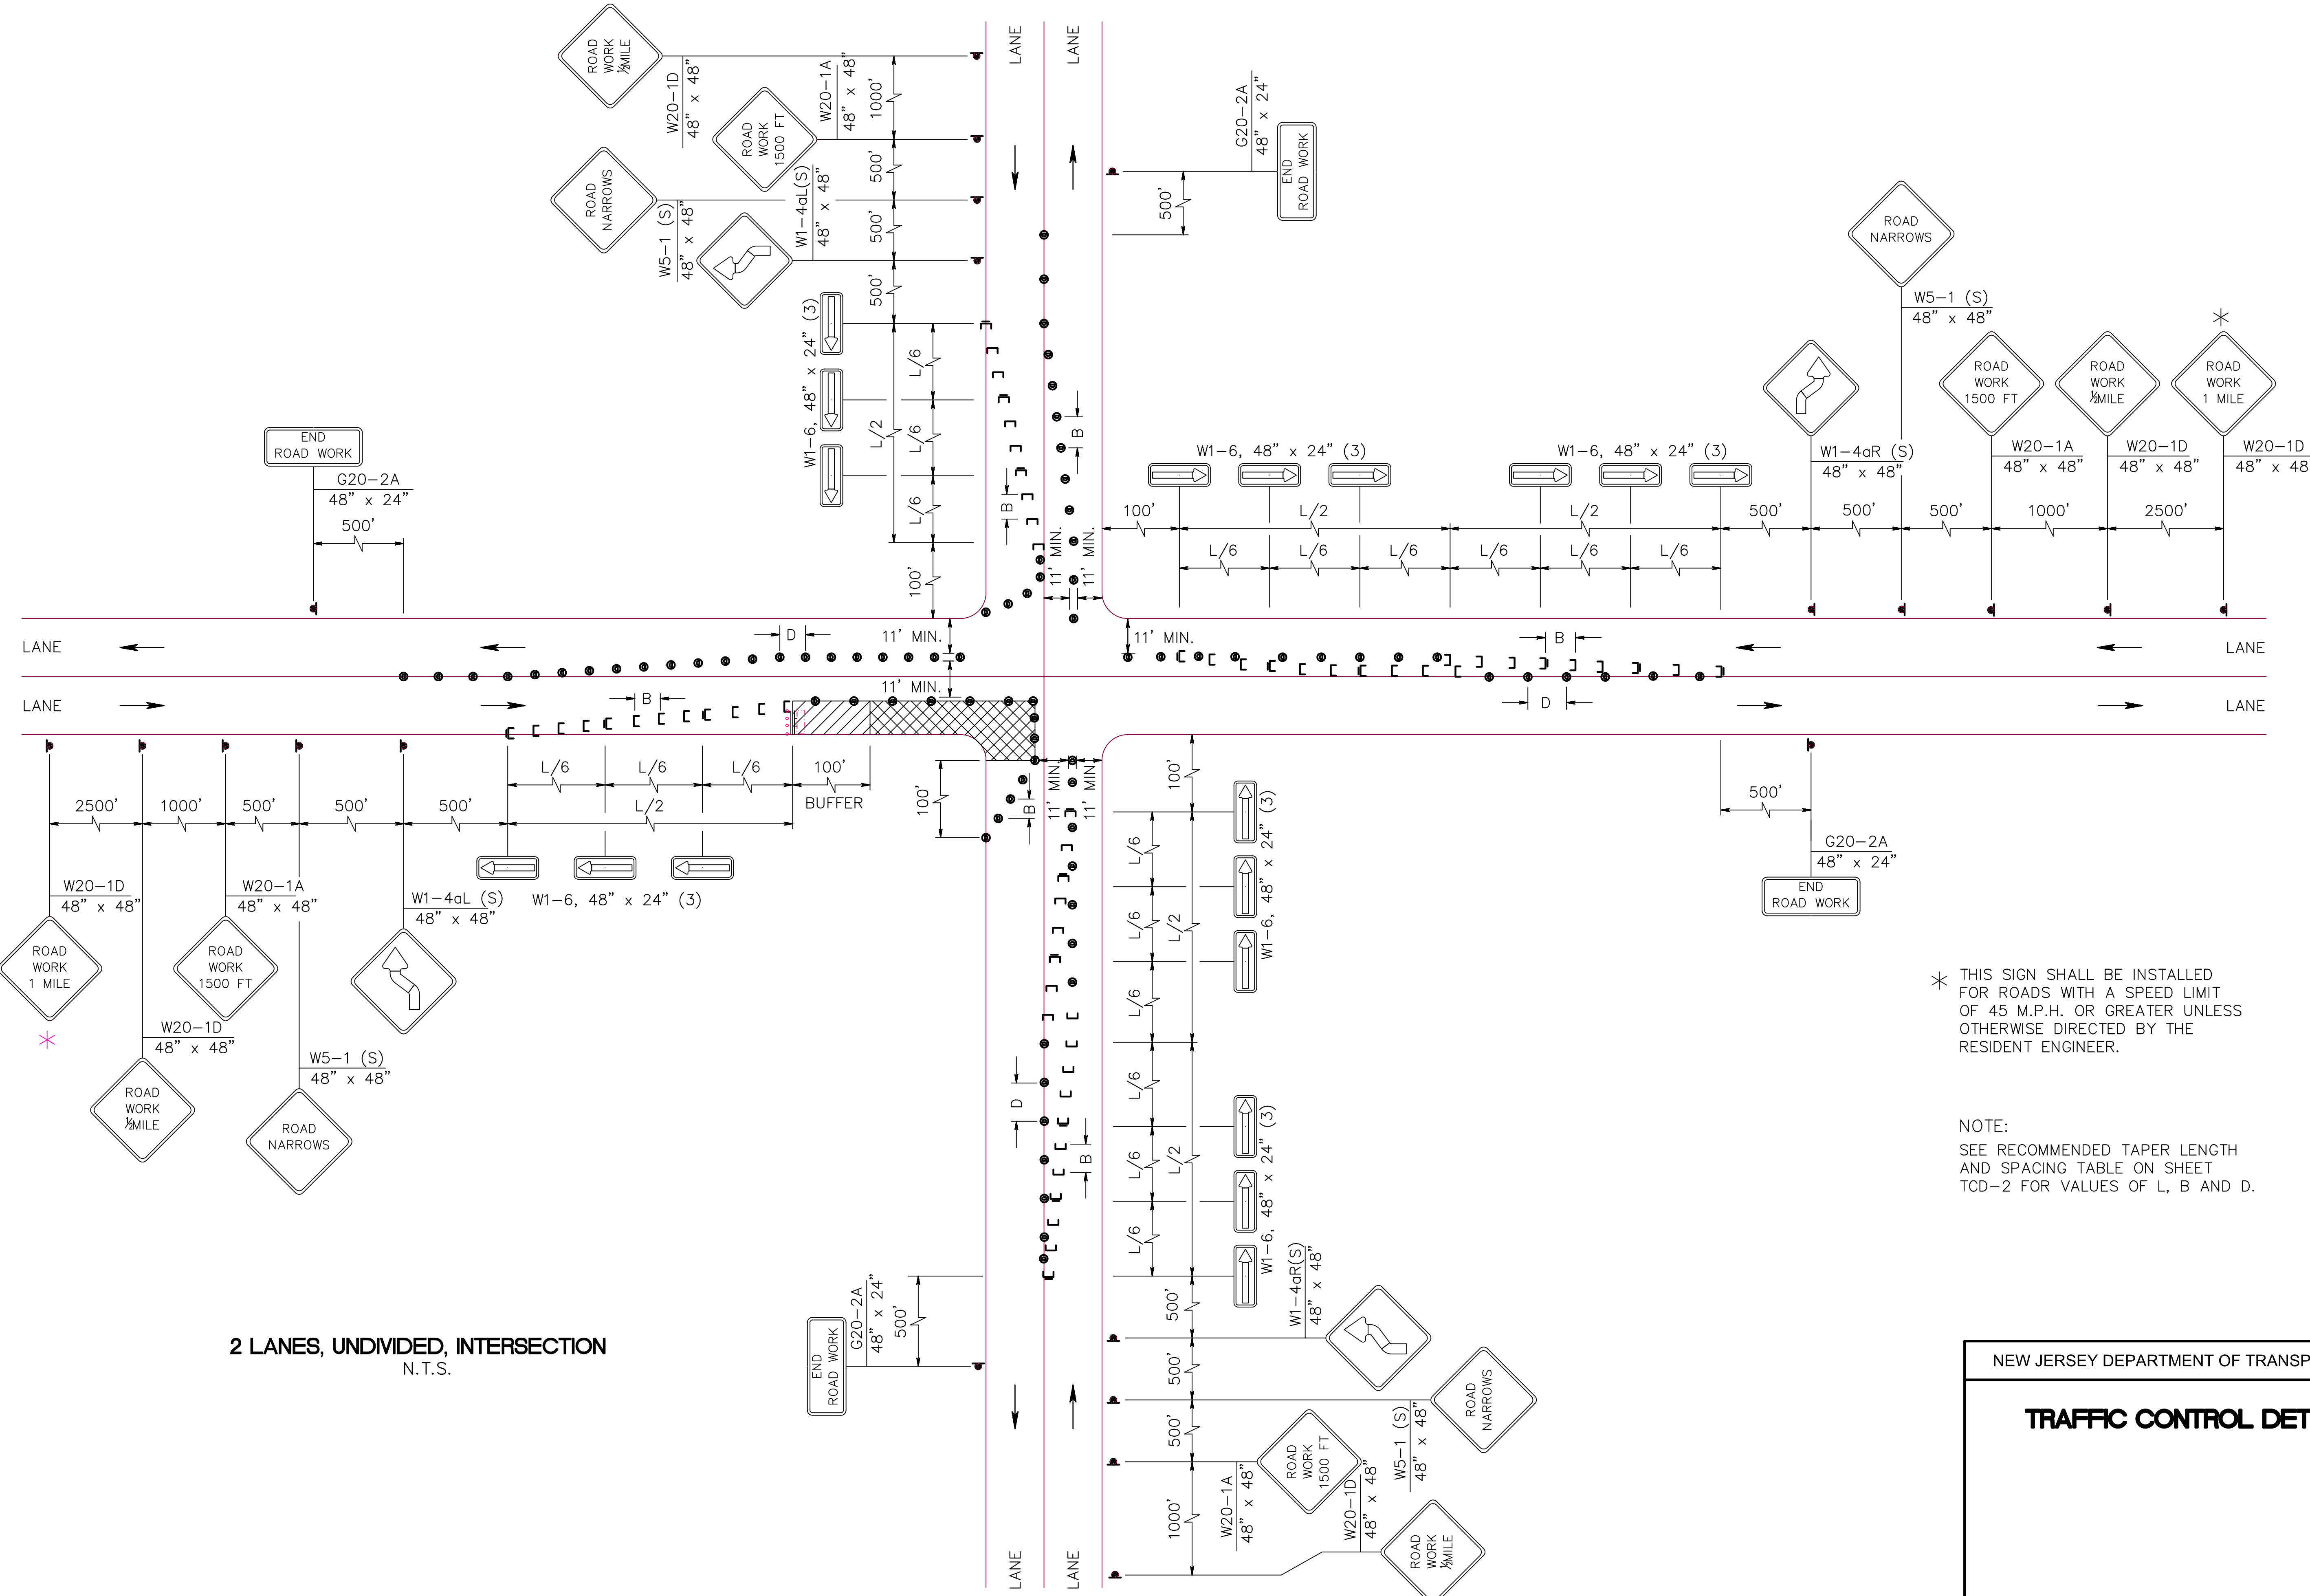 ROAD
WORK
½MILE
W20-1D
48" x 48"
ROAD
WORK
1500 FT
W20-1A
48" x 48"
1000'
ROAD
NARROWS
W5-1 (S)
48" x 48"
W1-4aL(S)
48" x 48"
500'
500'
500'
W1-6, 48" x 24" (3)
L/2
L/6
L/6
L/6
100'
LANE
LANE
G20-2A
48" x 24"
END
ROAD WORK
500'
B
B
11' MIN.
11' MIN.
END
ROAD WORK
G20-2A
48" x 24"
500'
ROAD
NARROWS
W5-1 (S)
48" x 48"
ROAD
WORK
1500 FT
ROAD
WORK
½MILE
ROAD
WORK
1 MILE
W1-6, 48" x 24" (3)
W1-6, 48" x 24" (3)
W1-4aR (S)
48" x 48"
W20-1A
48" x 48"
W20-1D
48" x 48"
W20-1D
48" x 48
100'
L/2
L/2
500'
500'
500'
1000'
2500'
L/6
L/6
L/6
L/6
L/6
L/6
LANE
D
11' MIN.
11' MIN.
B
LANE
11' MIN.
LANE
B
D
LANE
L/6
L/6
L/6
100'
BUFFER
2500'
1000'
500'
500'
500'
L/2
100'
B
11' MIN.
11' MIN.
W20-1D
48" x 48"
W20-1A
48" x 48"
W1-4aL (S)
48" x 48"
W1-6, 48" x 24" (3)
ROAD
WORK
1 MILE
*
ROAD
WORK
1500 FT
W20-1D
48" x 48"
ROAD
WORK
½MILE
W5-1 (S)
48" x 48"
ROAD
NARROWS
100'
L/6
L/6
L/6
L/2
W1-6, 48" x 24" (3)
L/6
L/6
L/6
L/2
W1-6, 48" x 24" (3)
D
B
500'
G20-2A
48" x 24"
END
ROAD WORK
* THIS SIGN SHALL BE INSTALLED
FOR ROADS WITH A SPEED LIMIT
OF 45 M.P.H. OR GREATER UNLESS
OTHERWISE DIRECTED BY THE
RESIDENT ENGINEER.
NOTE:
SEE RECOMMENDED TAPER LENGTH
AND SPACING TABLE ON SHEET
TCD-2 FOR VALUES OF L, B AND D.
END
ROAD WORK
G20-2A
48" x 24"
500'
500'
W1-4aR(S)
48" x 48"
500'
ROAD
NARROWS
W5-1 (S)
48" x 48"
500'
ROAD
WORK
1500 FT
W20-1A
48" x 48"
1000'
W20-1D
48" x 48"
ROAD
WORK
½MILE
LANE
LANE
2 LANES, UNDIVIDED, INTERSECTION
N.T.S.
NEW JERSEY DEPARTMENT OF TRANSP
TRAFFIC CONTROL DET
*